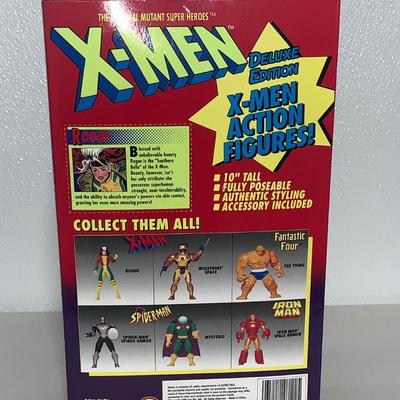 THE ORIGINAL MUTANT SUPER HEROES™
X-MEN™
DELUXE
EDITION
X-MEN
ACTION
FIGURES!
■ 10" TALL
■ FULLY POSEABLE
■ AUTHENTIC STYLING
■ ACCESSORY INCLUDED
ROGUE
Blessed with
unbelievable beauty
Rogue is the "Southern
Belle" of the X-Men.
Beauty, however, isn't
her only attribute-she
possesses superhuman
strength, near-invulnerability,
and the ability to absorb anyone's powers via skin contact,
granting her even more amazing powers!
COLLECT THEM ALL!
X-MEN
ROGUE
WOLVERINE
SPACE
FANTASTIC
FOUR
THE THING
SPIDER-MAN
SPIDER-MAN
SPIDER ARMOR
MYSTERIO
IRON
MAN
IRON MAN
SPACE ARMOR